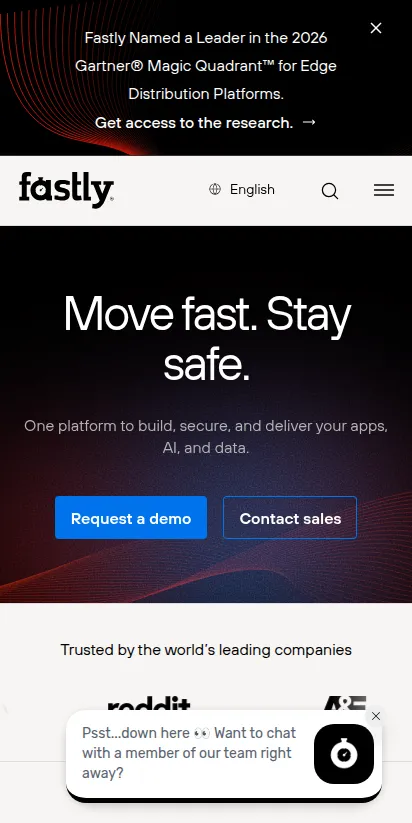 Fastly Named a Leader in the 2026
Gartner® Magic Quadrant™ for Edge
Distribution Platforms.
Get access to the research. →
fastly
English
Move fast. Stay
safe.
One platform to build, secure, and deliver your apps,
AI, and data.
Request a demo
Contact sales
Trusted by the world's leading companies
reddit
A&E
Psst...down here 👀 Want to chat
with a member of our team right
away?